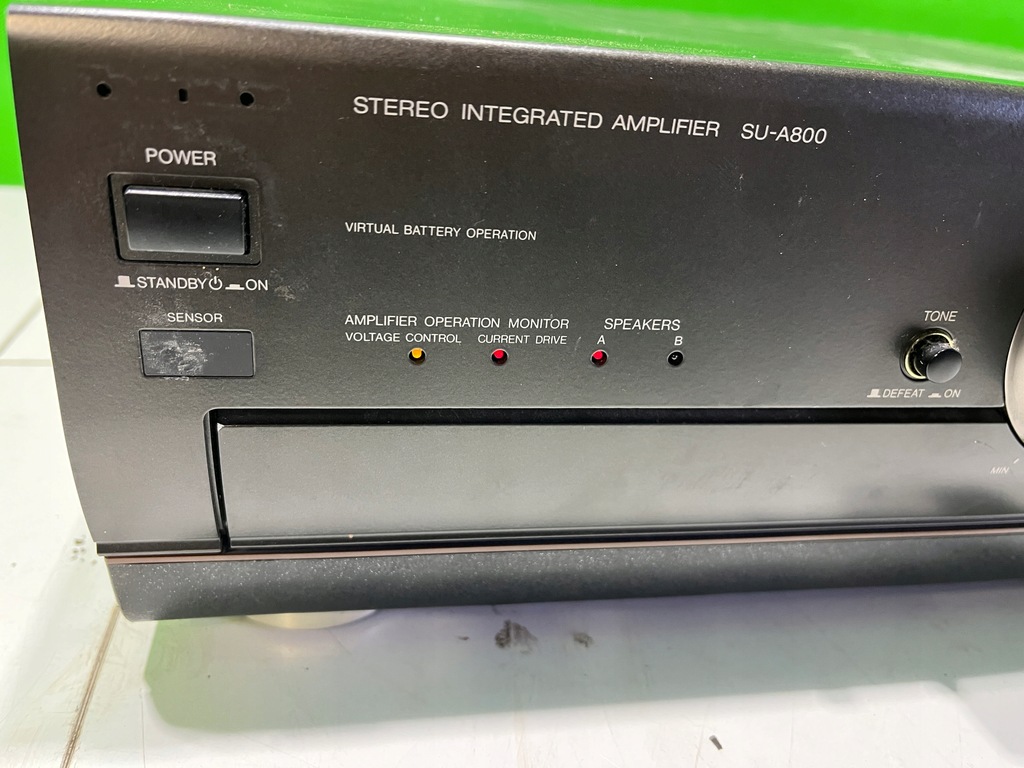 STEREO INTEGRATED AMPLIFIER SU-A800
POWER
VIRTUAL BATTERY OPERATION
STANDBY ON
SENSOR
AMPLIFIER OPERATION MONITOR
VOLTAGE CONTROL CURRENT DRIVE
SPEAKERS
A B
TONE
DEFEAT ON
MIN